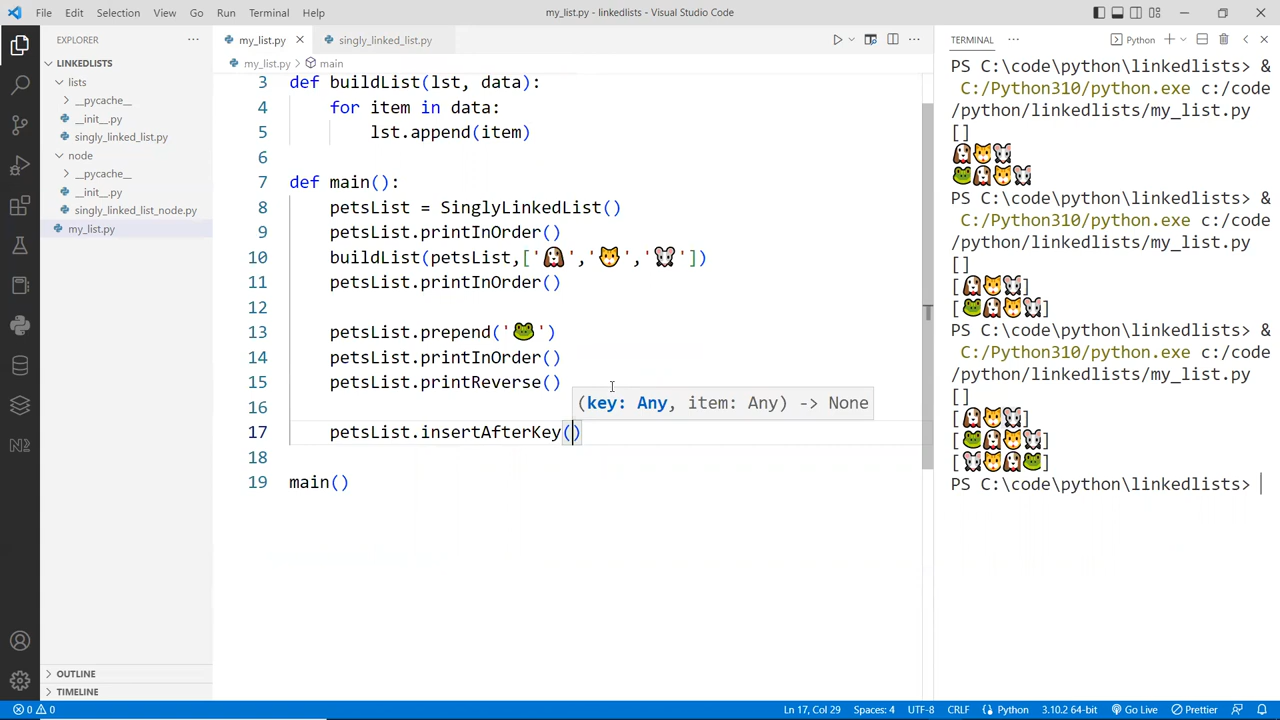 File Edit Selection View Go Run Terminal Help
my_list.py - linkedlists - Visual Studio Code
EXPLORER
LINKEDLISTS
lists
__pycache__
__init__.py
singly_linked_list.py
node
__pycache__
__init__.py
singly_linked_list_node.py
my_list.py
OUTLINE
TIMELINE
my_list.py
singly_linked_list.py
my_list.py > main
3 def buildList(lst, data):
4 for item in data:
5 lst.append(item)
6
7 def main():
8 petsList = SinglyLinkedList()
9 petsList.printInOrder()
10 buildList(petsList,['🐶','🐱','🐭'])
11 petsList.printInOrder()
12
13 petsList.prepend('🐸')
14 petsList.printInOrder()
15 petsList.printReverse()
16
(key: Any, item: Any) -> None
17 petsList.insertAfterKey()
18
19 main()
TERMINAL
Python
PS C:\code\python\linkedlists> &
C:/Python310/python.exe c:/code
/python/linkedlists/my_list.py
[]
🐶🐱🐭
🐸🐶🐱🐭
PS C:\code\python\linkedlists> &
C:/Python310/python.exe c:/code
/python/linkedlists/my_list.py
[]
[🐶🐱🐭]
[🐸🐶🐱🐭]
PS C:\code\python\linkedlists> &
C:/Python310/python.exe c:/code
/python/linkedlists/my_list.py
[]
[🐶🐱🐭]
[🐸🐶🐱🐭]
[🐭🐱🐶🐸]
PS C:\code\python\linkedlists>
0 0
Ln 17, Col 29 Spaces: 4 UTF-8 CRLF Python 3.10.2 64-bit Go Live Prettier